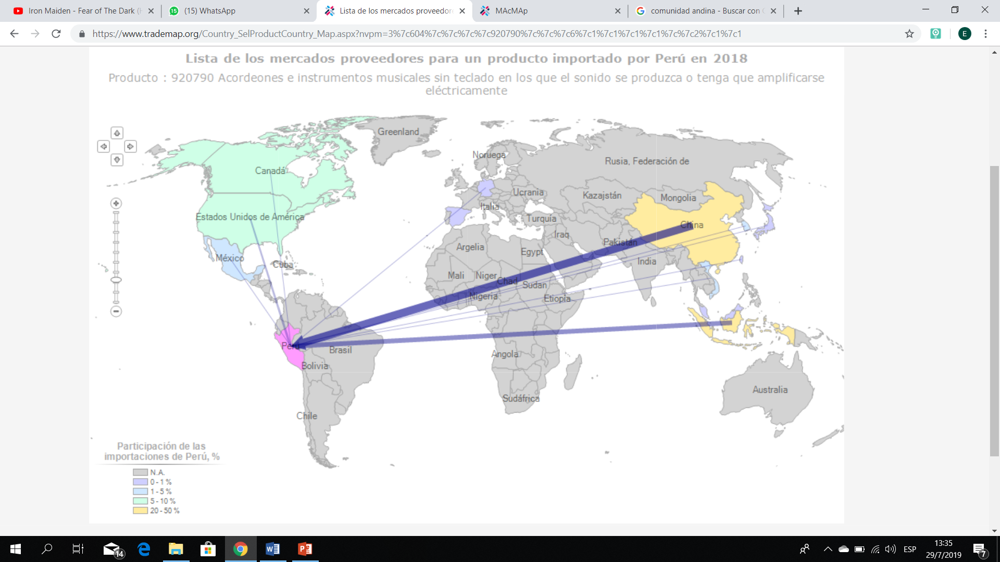 Iron Maiden - Fear of The Dark (
(15) WhatsApp
Lista de los mercados proveedore
MAcMAp
comunidad andina - Buscar con
https://www.trademap.org/Country_SelProductCountry_Map.aspx?nvpm=3%7c604%7c%7c%7c%7c920790%7c%7c%7c6%7c1%7c1%7c1%7c1%7c%7c2%7c1%7c1
E
Lista de los mercados proveedores para un producto importado por Perú en 2018
Producto : 920790 Acordeones e instrumentos musicales sin teclado en los que el sonido se produzca o tenga que amplificarse
eléctricamente
Greenland
Noruega
Rusia, Federación de
Canadá
Ucrania
Kazajstán
Mongolia
Italia
Estados Unidos de América
Turquía
China
Iraq
Pakistán
Argelia
Egypt
México
India
Cuba
Mali
Niger
Chad
Sudan
Nigeria
Etiopía
Perú
Brasil
Angola
Bolivia
Australia
Sudáfrica
Chile
Participación de las
importaciones de Perú, %
N.A.
0 - 1 %
1 - 5 %
5 - 10 %
20 - 50 %
14
ESP
13:35
29/7/2019
7